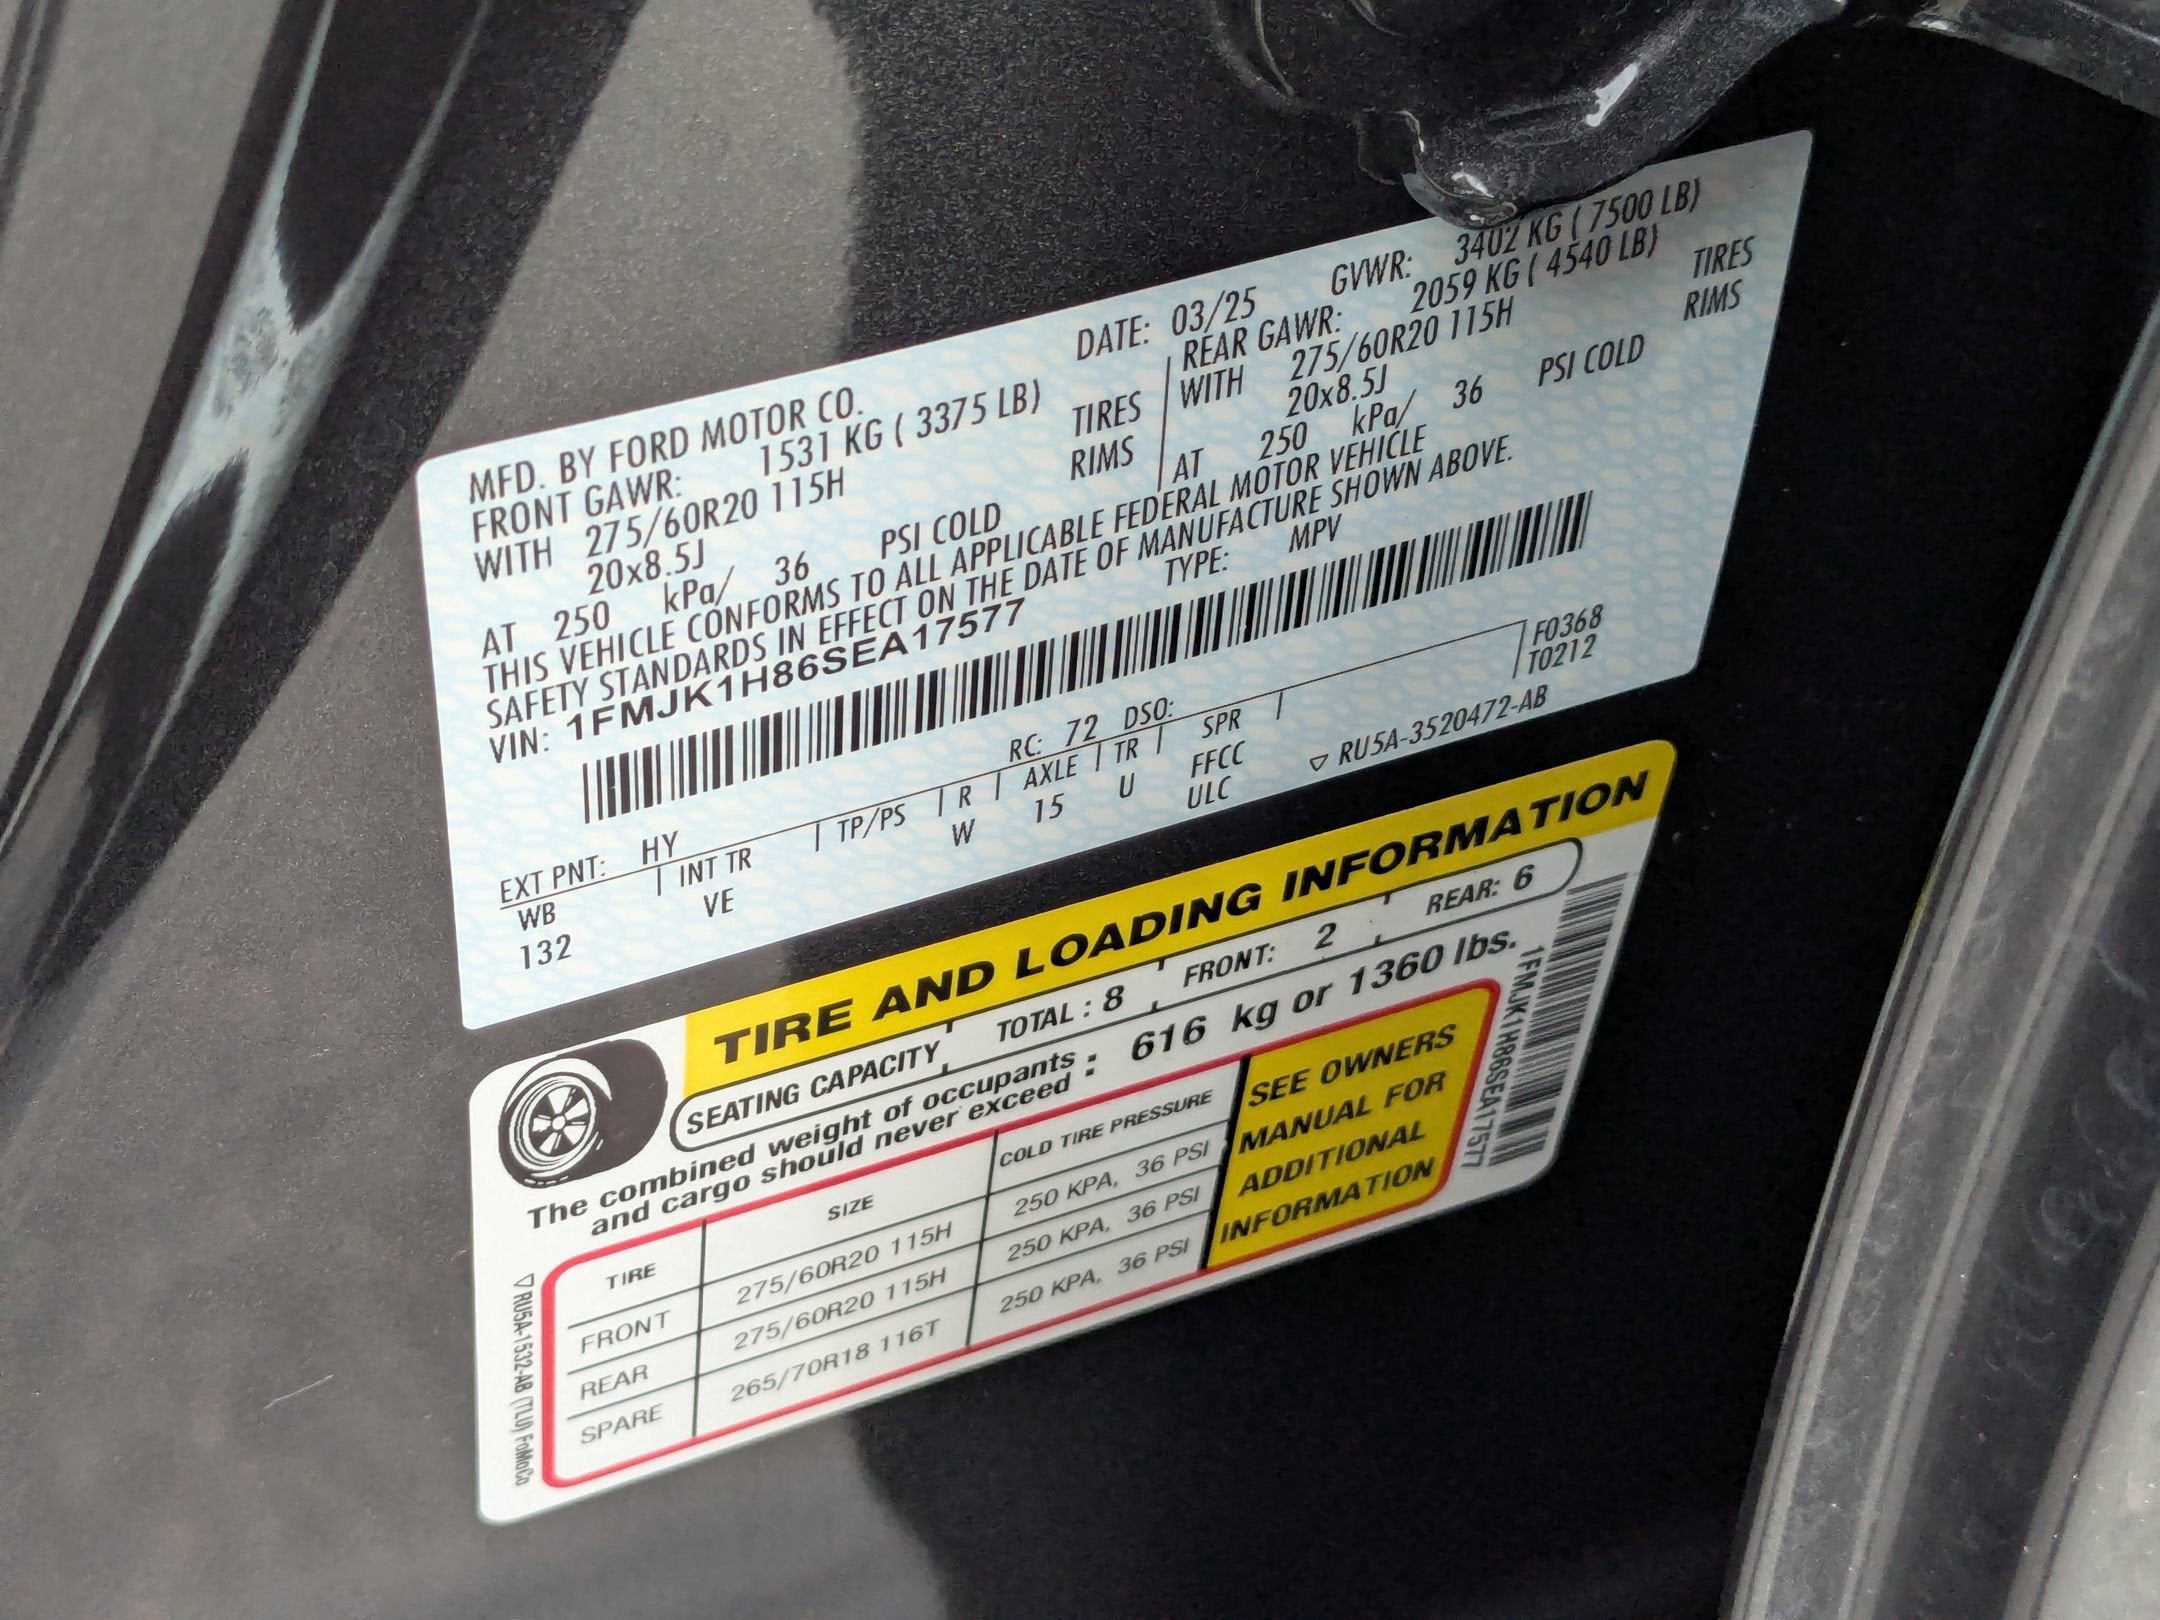 MFD. BY FORD MOTOR CO. DATE: 03/25 GVWR: 3402 KG ( 7500 LB)
FRONT GAWR: 1531 KG ( 3375 LB) REAR GAWR: 2059 KG ( 4540 LB)
WITH 275/60R20 115H TIRES WITH 275/60R20 115H TIRES
20x8.5J RIMS 20x8.5J RIMS
AT 250 kPa/ 36 PSI COLD AT 250 kPa/ 36 PSI COLD
THIS VEHICLE CONFORMS TO ALL APPLICABLE FEDERAL MOTOR VEHICLE
SAFETY STANDARDS IN EFFECT ON THE DATE OF MANUFACTURE SHOWN ABOVE.
VIN: 1FMJK1H86SEA17577 TYPE: MPV
F0368
T0212
EXT PNT: HY RC: 72 DSO:
WB INT TR TP/PS R AXLE TR SPR
132 VE W 15 U FFCC
ULC
▽ RU5A-3520472-AB
TIRE AND LOADING INFORMATION
SEATING CAPACITY TOTAL : 8 FRONT: 2 REAR: 6
The combined weight of occupants
and cargo should never exceed : 616 kg or 1360 lbs.
TIRE SIZE COLD TIRE PRESSURE
FRONT 275/60R20 115H 250 KPA, 36 PSI
REAR 275/60R20 115H 250 KPA, 36 PSI
SPARE 265/70R18 116T 250 KPA, 36 PSI
SEE OWNERS
MANUAL FOR
ADDITIONAL
INFORMATION
1FMJK1H86SEA17577
▽ RU5A-1532-AB (TLU) FoMoCo